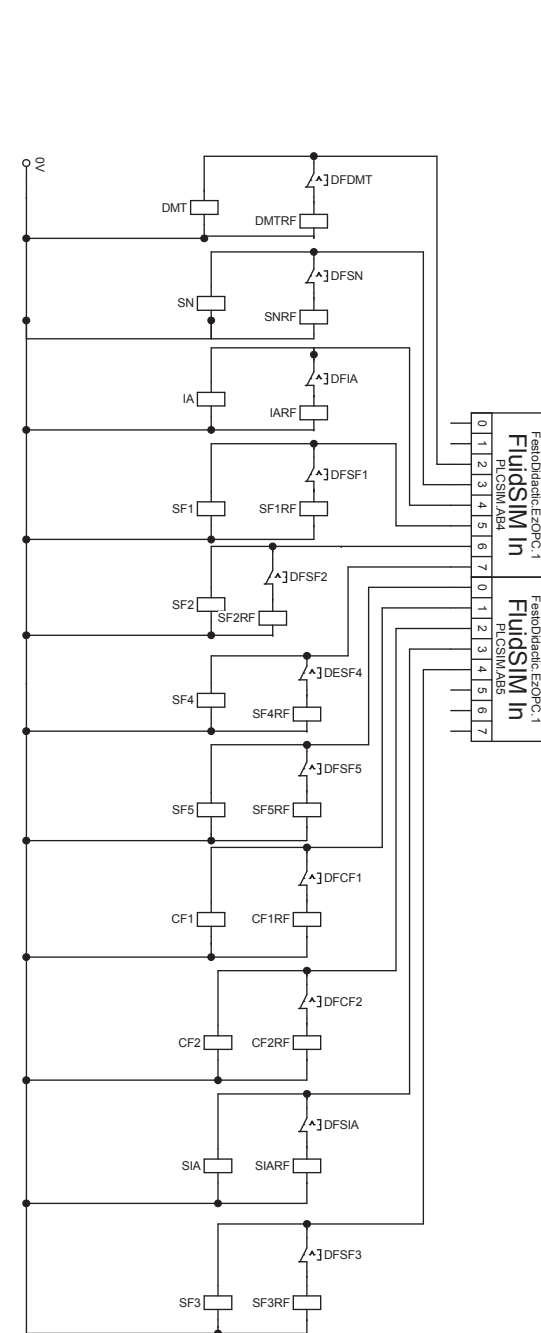 0V
DFDMT
DMT
DMTRF
DFSN
SN
SNRF
DFIA
IA
IARF
DFSF1
SF1
SF1RF
DFSF2
SF2
SF2RF
DESF4
SF4
SF4RF
DFSF5
SF5
SF5RF
DFCF1
CF1
CF1RF
DFCF2
CF2
CF2RF
DFSIA
SIA
SIARF
DFSF3
SF3
SF3RF
FestoDidactic.EzOPC.1
FluidSIM In
PLCSIM.AB4
0 1 2 3 4 5 6 7
FestoDidactic.EzOPC.1
FluidSIM In
PLCSIM.AB5
0 1 2 3 4 5 6 7